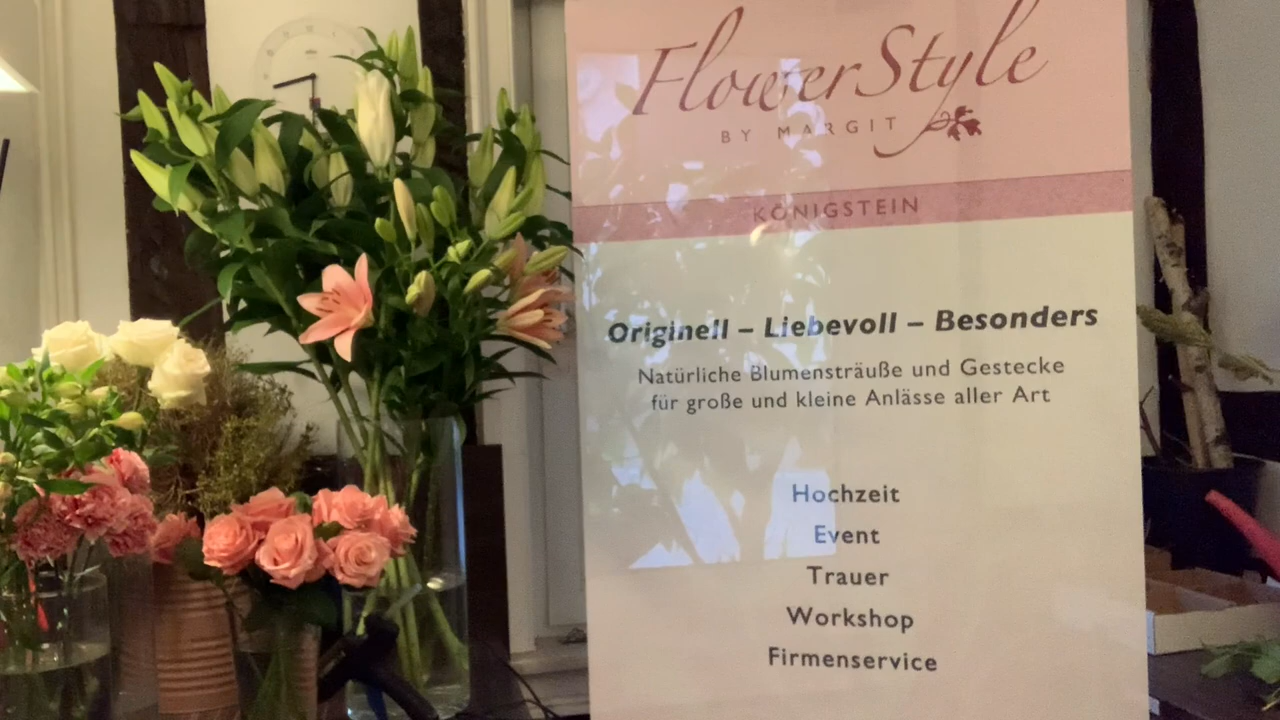 FlowerStyle
BY MARGIT
KÖNIGSTEIN
Originell – Liebevoll – Besonders
Natürliche Blumensträuße und Gestecke
für große und kleine Anlässe aller Art
Hochzeit
Event
Trauer
Workshop
Firmenservice